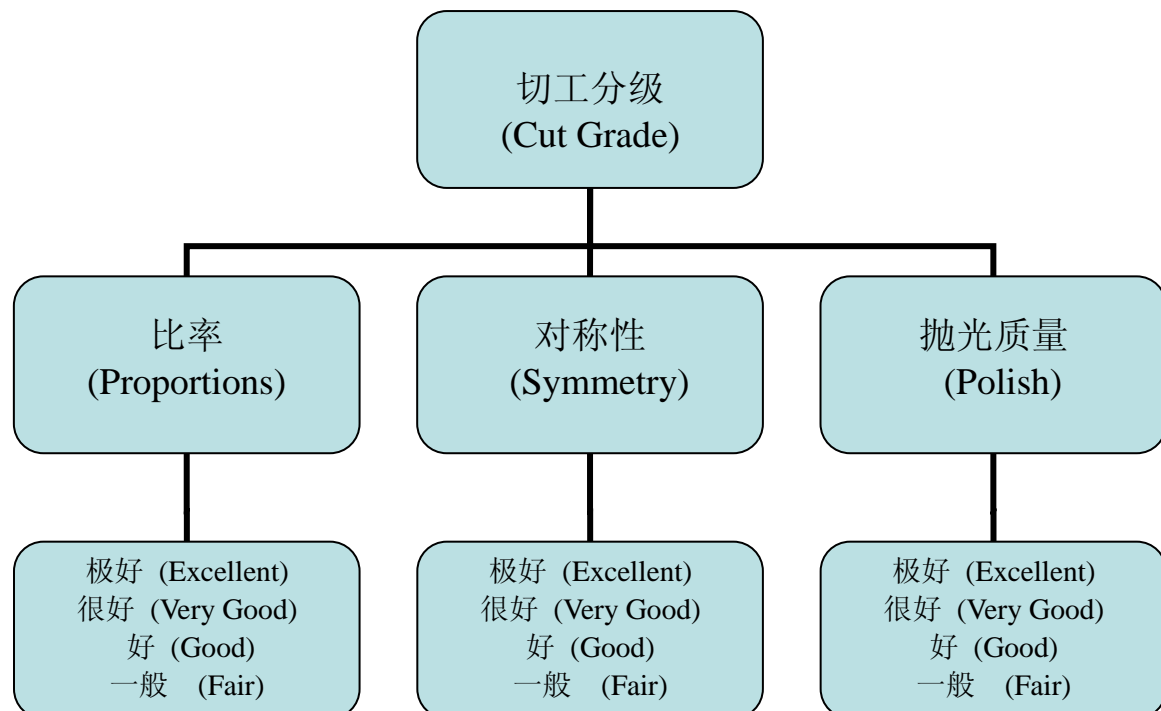 切工分级
(Cut Grade)
比率
(Proportions)
对称性
(Symmetry)
抛光质量
(Polish)
极好 (Excellent)
很好 (Very Good)
好 (Good)
一般 (Fair)
极好 (Excellent)
很好 (Very Good)
好 (Good)
一般 (Fair)
极好 (Excellent)
很好 (Very Good)
好 (Good)
一般 (Fair)